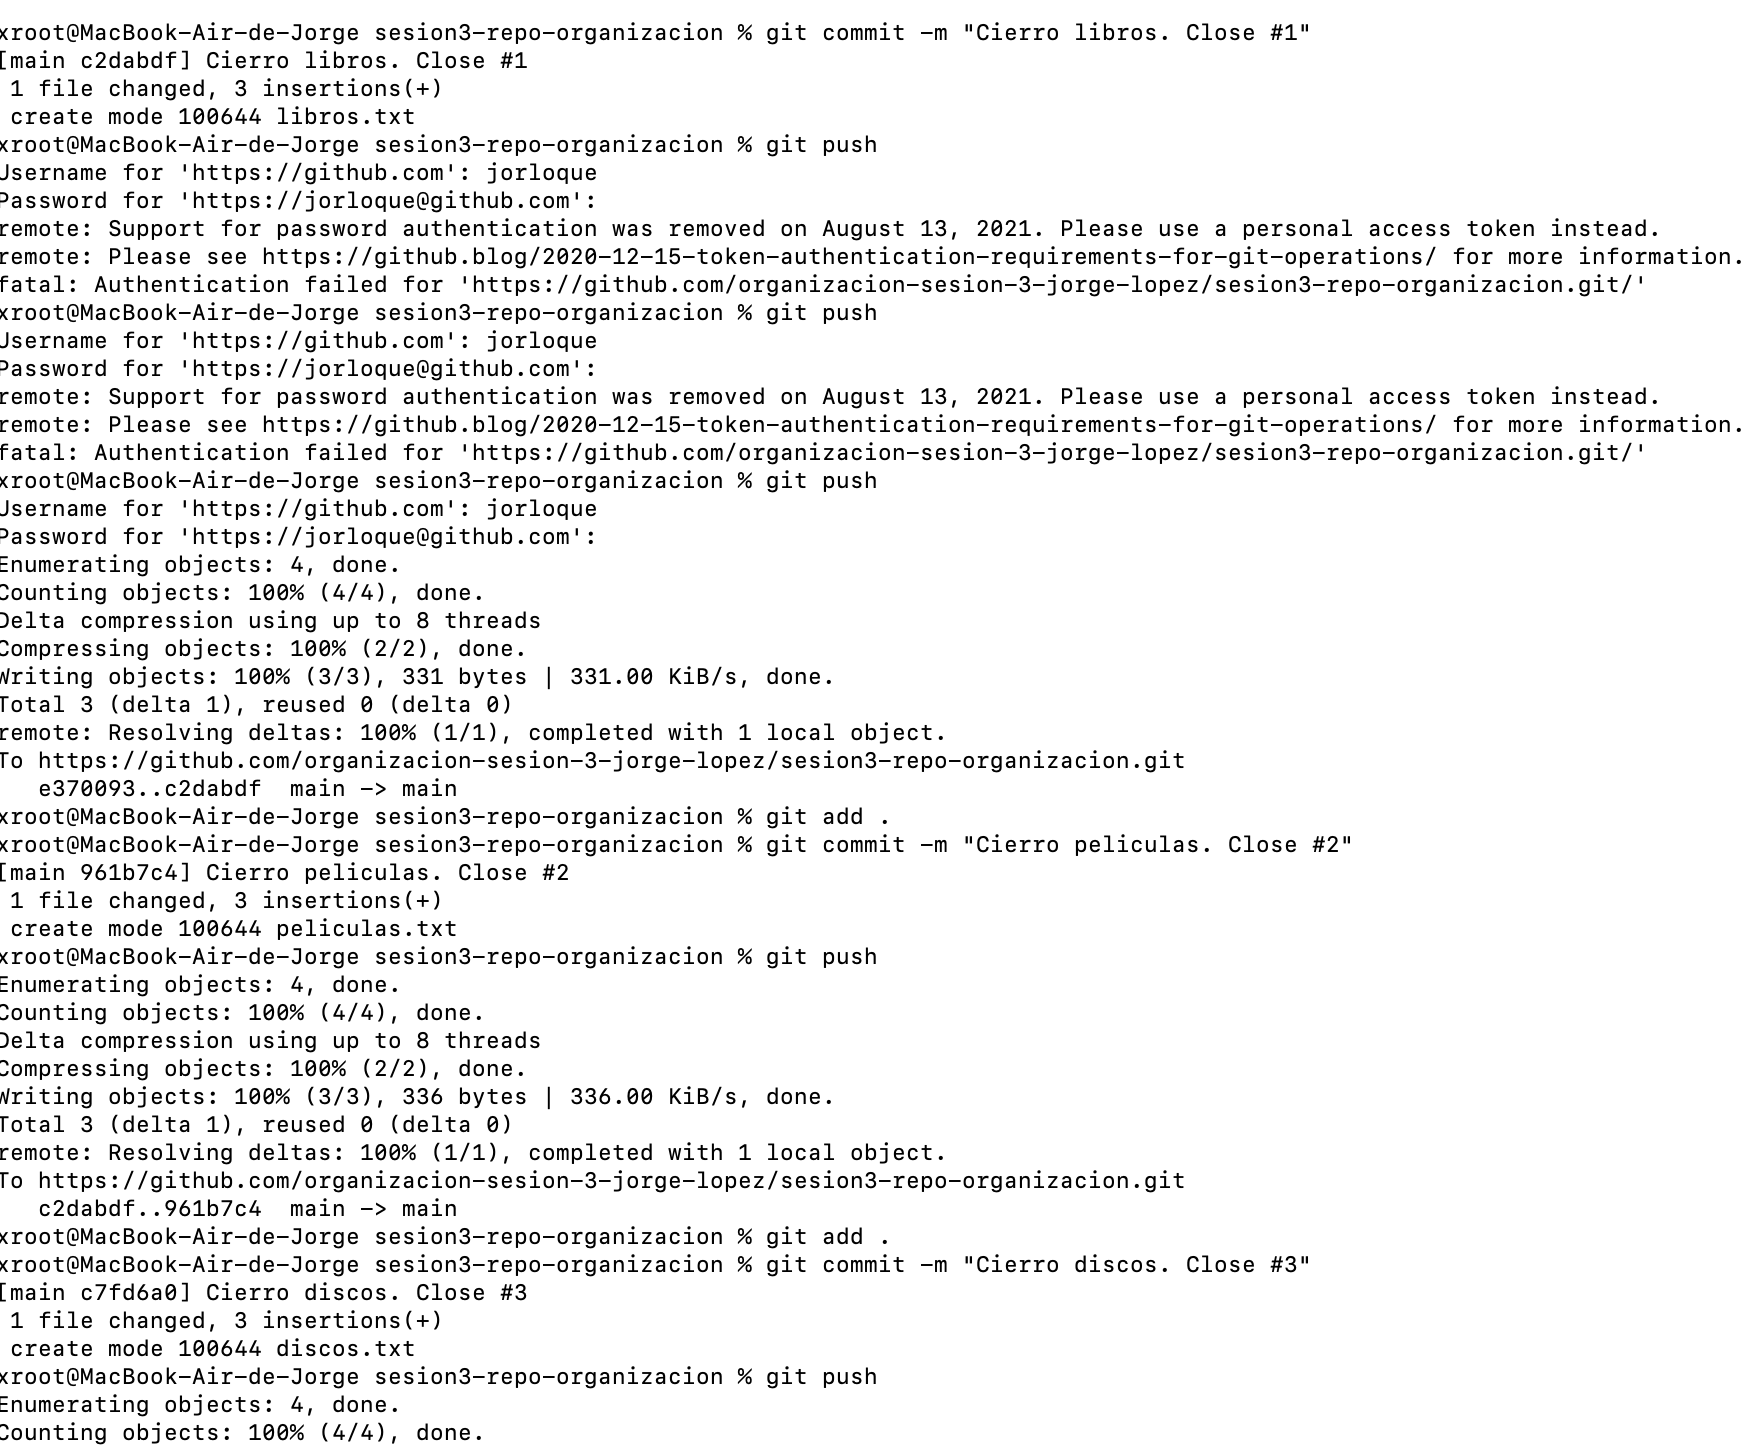 xroot@MacBook-Air-de-Jorge sesion3-repo-organizacion % git commit -m "Cierro libros. Close #1"
[main c2dabdf] Cierro libros. Close #1
 1 file changed, 3 insertions(+)
 create mode 100644 libros.txt
xroot@MacBook-Air-de-Jorge sesion3-repo-organizacion % git push
Username for 'https://github.com': jorloque
Password for 'https://jorloque@github.com':
remote: Support for password authentication was removed on August 13, 2021. Please use a personal access token instead.
remote: Please see https://github.blog/2020-12-15-token-authentication-requirements-for-git-operations/ for more information.
fatal: Authentication failed for 'https://github.com/organizacion-sesion-3-jorge-lopez/sesion3-repo-organizacion.git/'
xroot@MacBook-Air-de-Jorge sesion3-repo-organizacion % git push
Username for 'https://github.com': jorloque
Password for 'https://jorloque@github.com':
remote: Support for password authentication was removed on August 13, 2021. Please use a personal access token instead.
remote: Please see https://github.blog/2020-12-15-token-authentication-requirements-for-git-operations/ for more information.
fatal: Authentication failed for 'https://github.com/organizacion-sesion-3-jorge-lopez/sesion3-repo-organizacion.git/'
xroot@MacBook-Air-de-Jorge sesion3-repo-organizacion % git push
Username for 'https://github.com': jorloque
Password for 'https://jorloque@github.com':
Enumerating objects: 4, done.
Counting objects: 100% (4/4), done.
Delta compression using up to 8 threads
Compressing objects: 100% (2/2), done.
Writing objects: 100% (3/3), 331 bytes | 331.00 KiB/s, done.
Total 3 (delta 1), reused 0 (delta 0)
remote: Resolving deltas: 100% (1/1), completed with 1 local object.
To https://github.com/organizacion-sesion-3-jorge-lopez/sesion3-repo-organizacion.git
   e370093..c2dabdf  main -> main
xroot@MacBook-Air-de-Jorge sesion3-repo-organizacion % git add .
xroot@MacBook-Air-de-Jorge sesion3-repo-organizacion % git commit -m "Cierro peliculas. Close #2"
[main 961b7c4] Cierro peliculas. Close #2
 1 file changed, 3 insertions(+)
 create mode 100644 peliculas.txt
xroot@MacBook-Air-de-Jorge sesion3-repo-organizacion % git push
Enumerating objects: 4, done.
Counting objects: 100% (4/4), done.
Delta compression using up to 8 threads
Compressing objects: 100% (2/2), done.
Writing objects: 100% (3/3), 336 bytes | 336.00 KiB/s, done.
Total 3 (delta 1), reused 0 (delta 0)
remote: Resolving deltas: 100% (1/1), completed with 1 local object.
To https://github.com/organizacion-sesion-3-jorge-lopez/sesion3-repo-organizacion.git
   c2dabdf..961b7c4  main -> main
xroot@MacBook-Air-de-Jorge sesion3-repo-organizacion % git add .
xroot@MacBook-Air-de-Jorge sesion3-repo-organizacion % git commit -m "Cierro discos. Close #3"
[main c7fd6a0] Cierro discos. Close #3
 1 file changed, 3 insertions(+)
 create mode 100644 discos.txt
xroot@MacBook-Air-de-Jorge sesion3-repo-organizacion % git push
Enumerating objects: 4, done.
Counting objects: 100% (4/4), done.